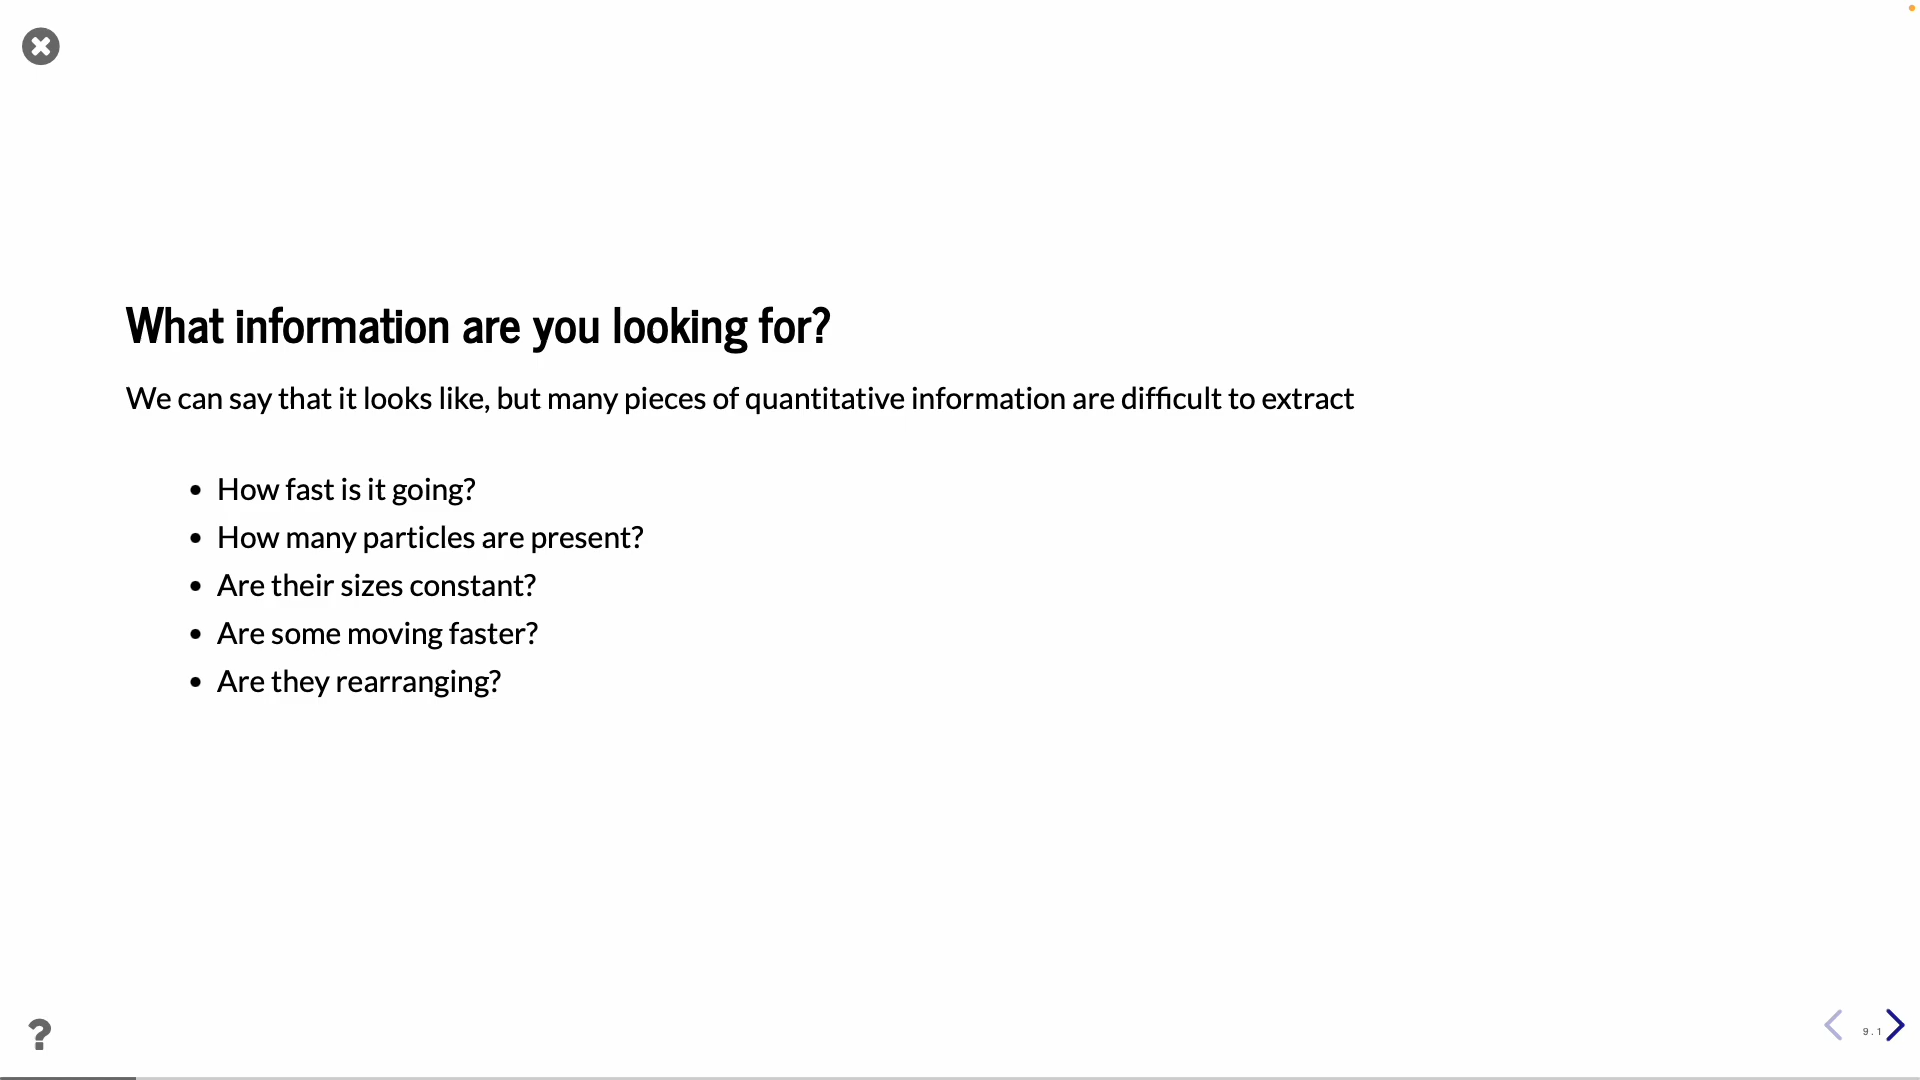 What information are you looking for?
We can say that it looks like, but many pieces of quantitative information are difficult to extract
• How fast is it going?
• How many particles are present?
• Are their sizes constant?
• Are some moving faster?
• Are they rearranging?
?
9.1